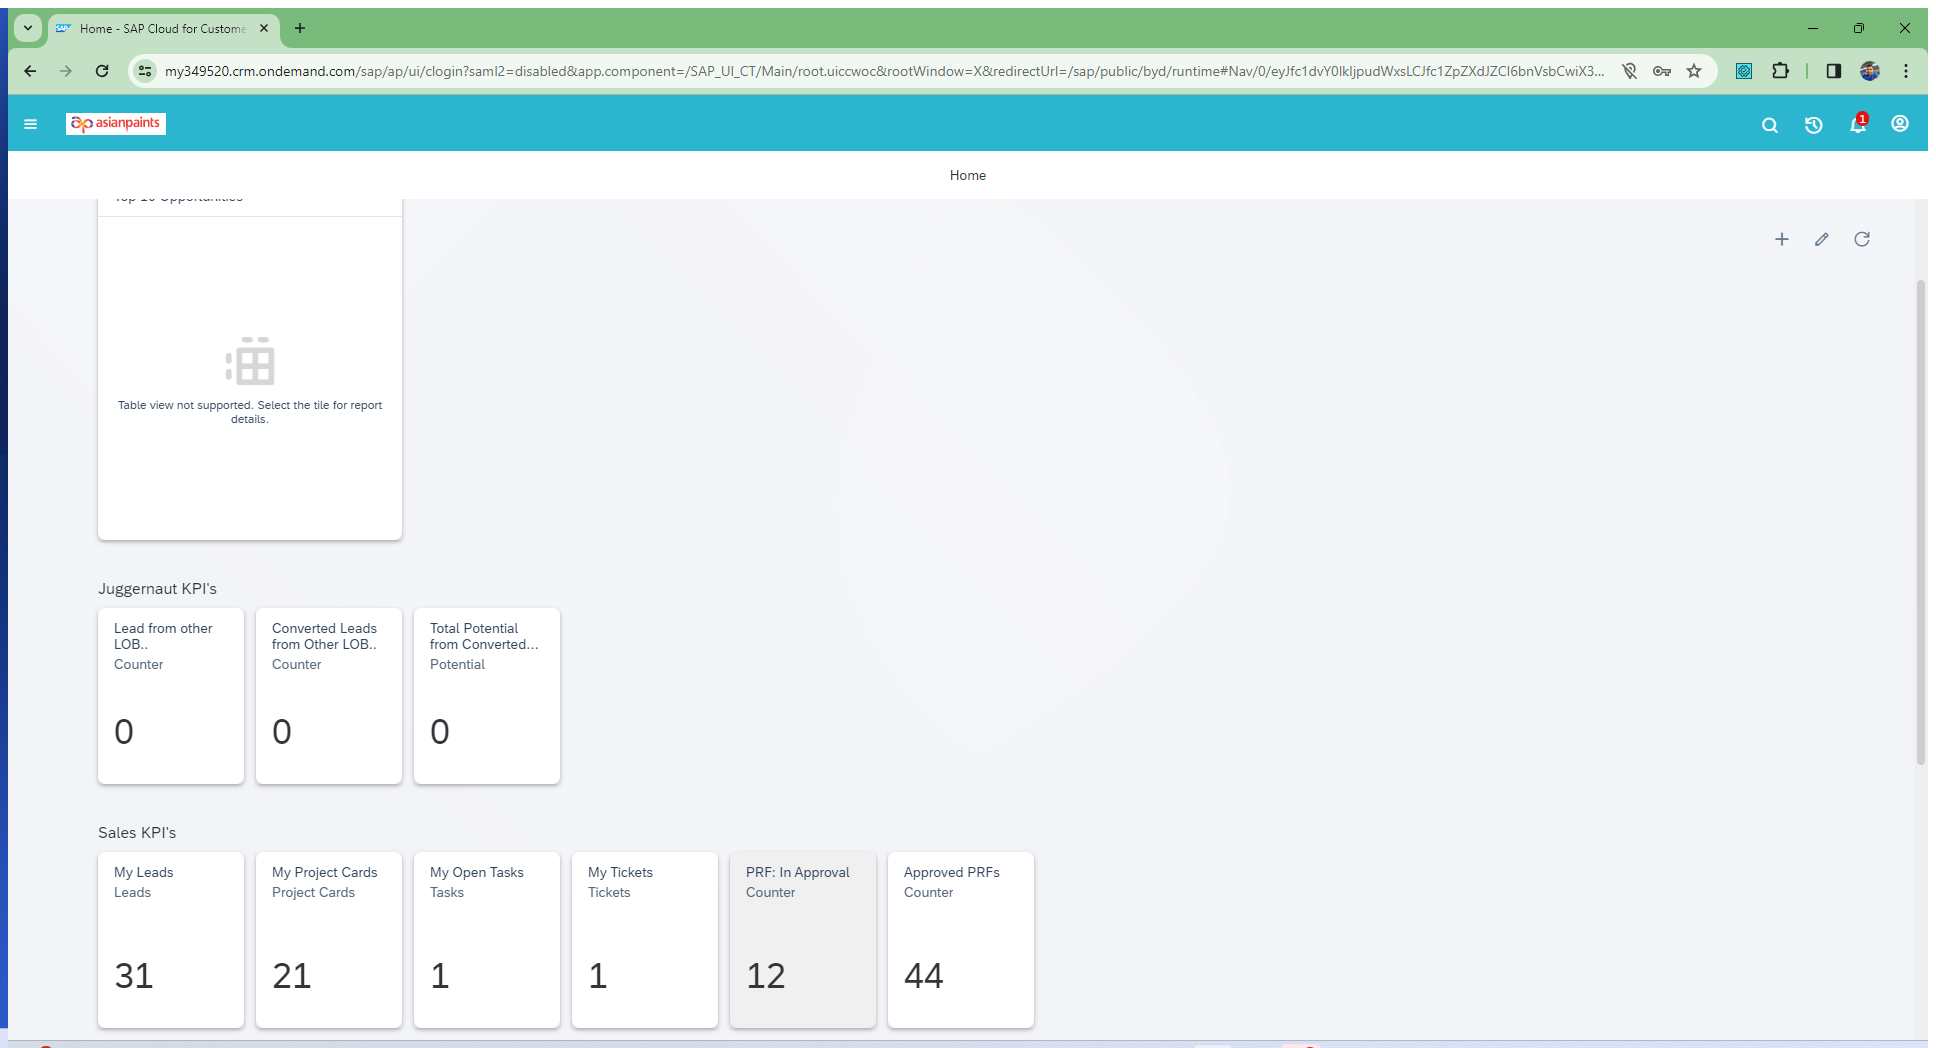 Home - SAP Cloud for Custome
my349520.crm.ondemand.com/sap/ap/ui/clogin?saml2=disabled&app.component=/SAP_UI_CT/Main/root.uiccwoc&rootWindow=X&redirectUrl=/sap/public/byd/runtime#Nav/0/eyJfc1dvY0lkIjpudWxsLCJfc1ZpZXdJZCI6bnVsbCwiX3...
asianpaints
1
Home
Top 10 Opportunities
Table view not supported. Select the tile for report
details.
Juggernaut KPI's
Lead from other
LOB..
Counter
0
Converted Leads
from Other LOB..
Counter
0
Total Potential
from Converted...
Potential
0
Sales KPI's
My Leads
Leads
31
My Project Cards
Project Cards
21
My Open Tasks
Tasks
1
My Tickets
Tickets
1
PRF: In Approval
Counter
12
Approved PRFs
Counter
44